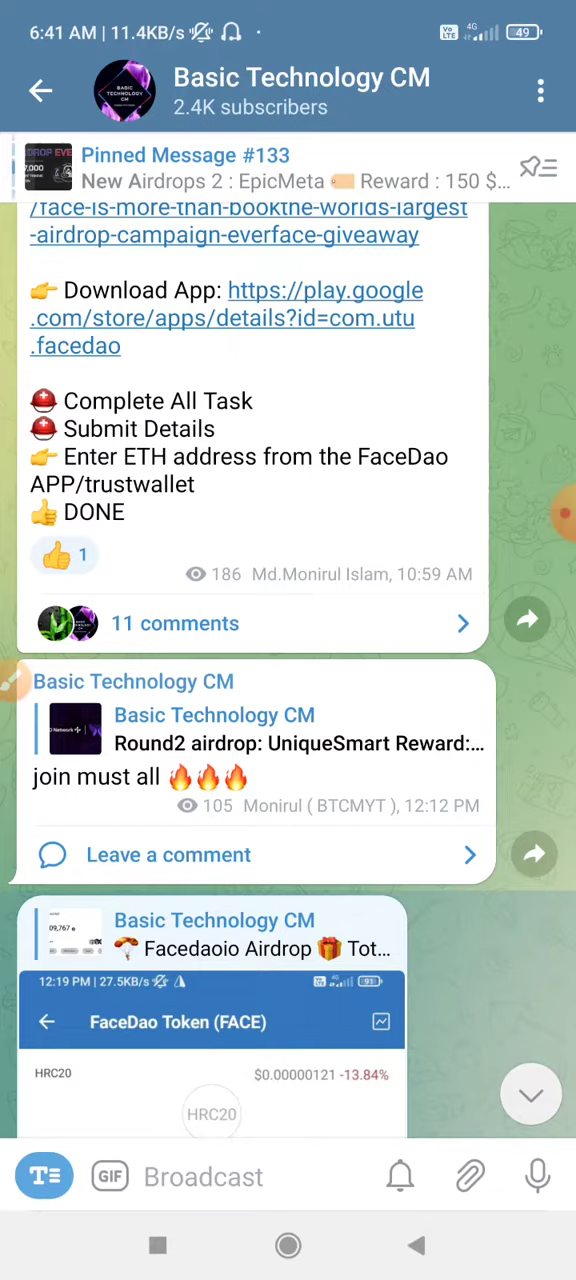 6:41 AM | 11.4KB/s
Vo LTE 4G 49
Basic Technology CM
2.4K subscribers
Pinned Message #133
New Airdrops 2 : EpicMeta 🏷️ Reward : 150 $...
/face-is-more-than-bookthe-worlds-largest
-airdrop-campaign-everface-giveaway
👉 Download App: https://play.google
.com/store/apps/details?id=com.utu
.facedao
⛑️ Complete All Task
⛑️ Submit Details
👉 Enter ETH address from the FaceDao
APP/trustwallet
👍 DONE
👍 1
186 Md.Monirul Islam, 10:59 AM
11 comments
Basic Technology CM
Basic Technology CM
Round2 airdrop: UniqueSmart Reward:...
join must all 🔥🔥🔥
105 Monirul ( BTCMYT ), 12:12 PM
Leave a comment
Basic Technology CM
🪂 Facedaoio Airdrop 🎁 Tot...
12:19 PM | 27.5KB/s
FaceDao Token (FACE)
HRC20 $0.00000121 -13.84%
HRC20
GIF Broadcast